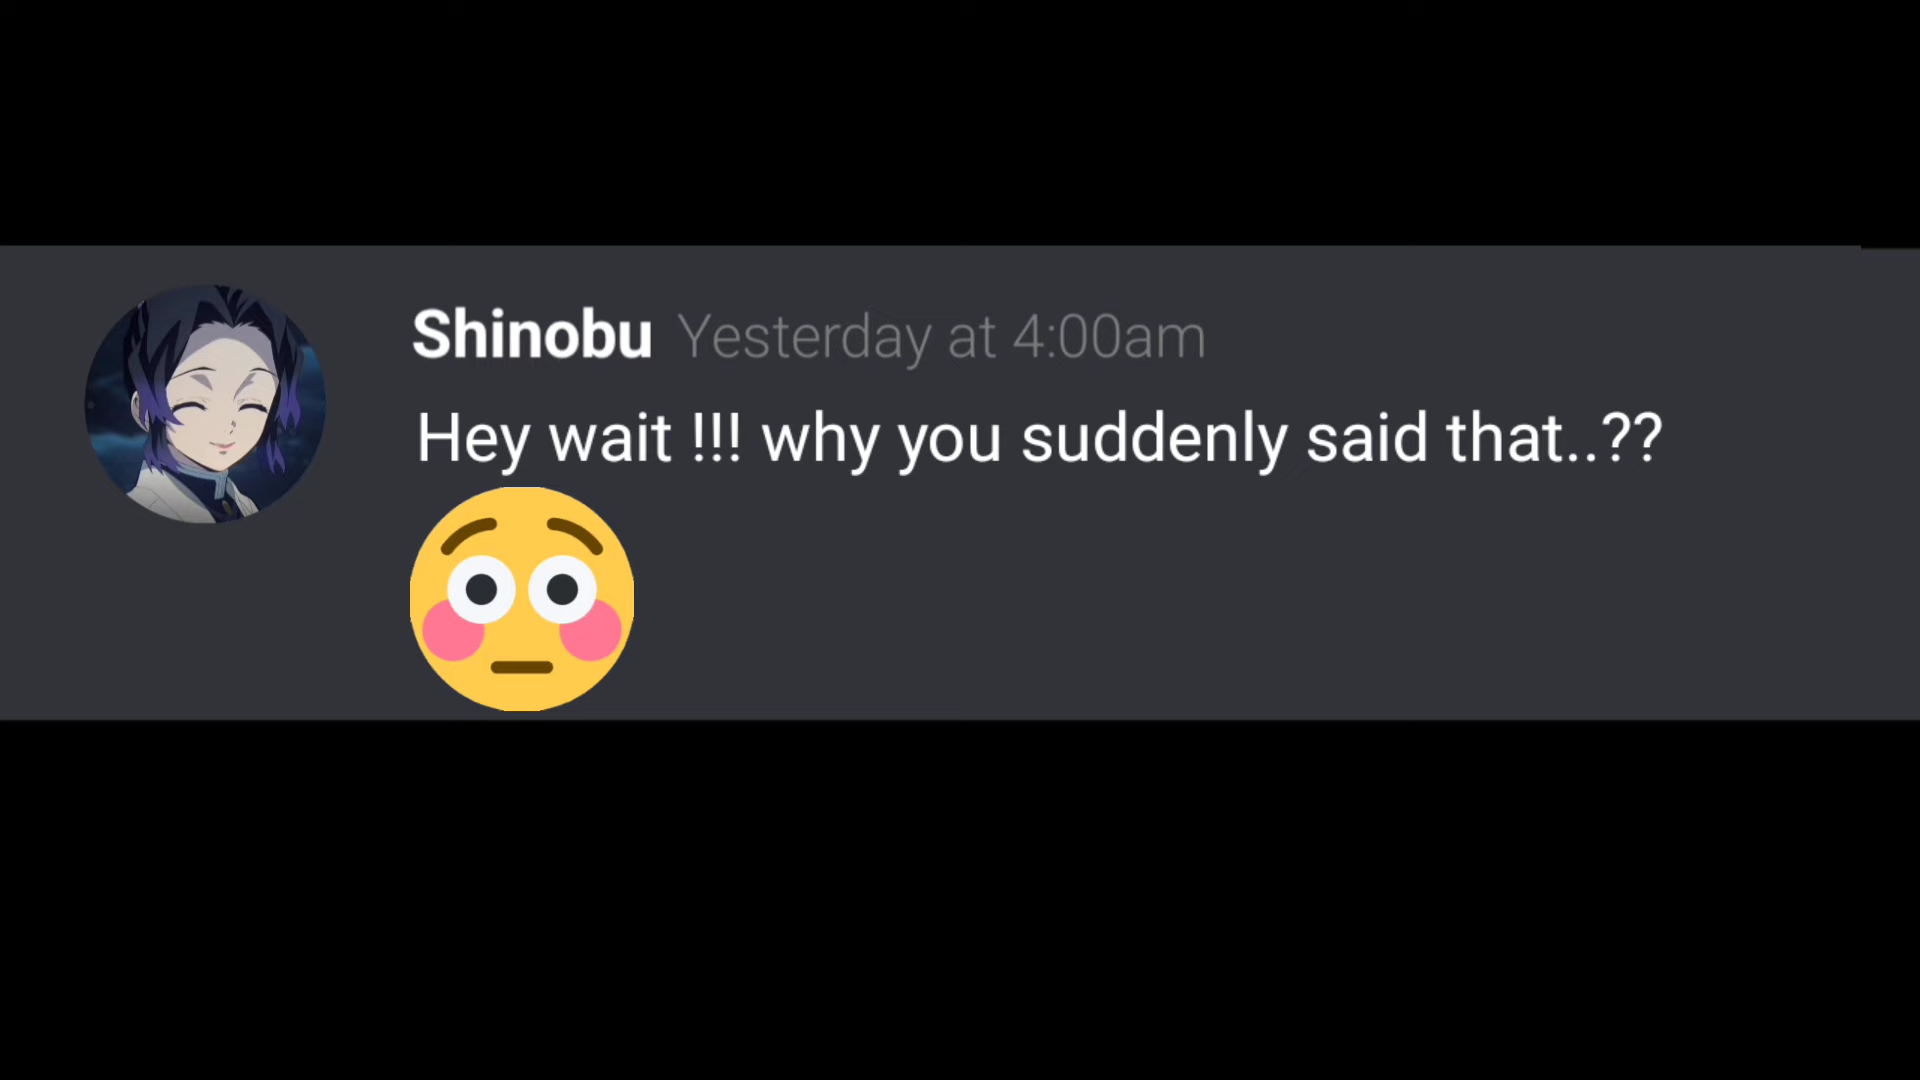 Shinobu Yesterday at 4:00am
Hey wait !!! why you suddenly said that..??